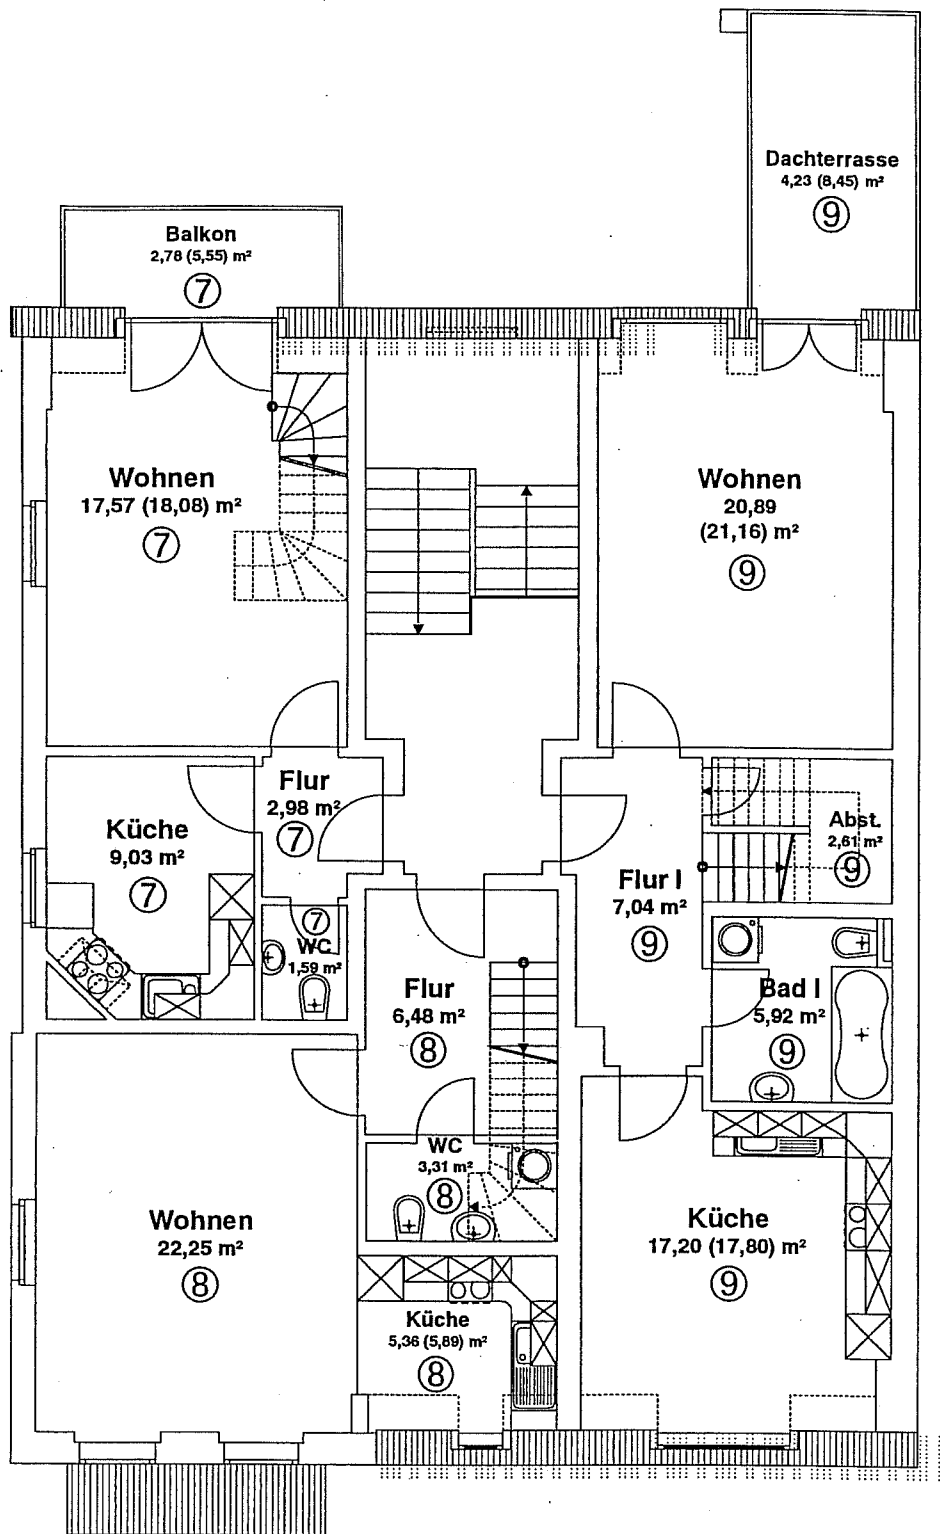 Dachterrasse
4,23 (8,45) m²
9
Balkon
2,78 (5,55) m²
7
Wohnen
17,57 (18,08) m²
7
Wohnen
20,89
(21,16) m²
9
Flur
2,98 m²
7
Küche
9,03 m²
7
Abst.
2,61 m²
9
Flur I
7,04 m²
9
7
WC
1,59 m²
Flur
6,48 m²
8
Bad I
5,92 m²
9
WC
3,31 m²
8
Wohnen
22,25 m²
8
Küche
17,20 (17,80) m²
9
Küche
5,36 (5,89) m²
8